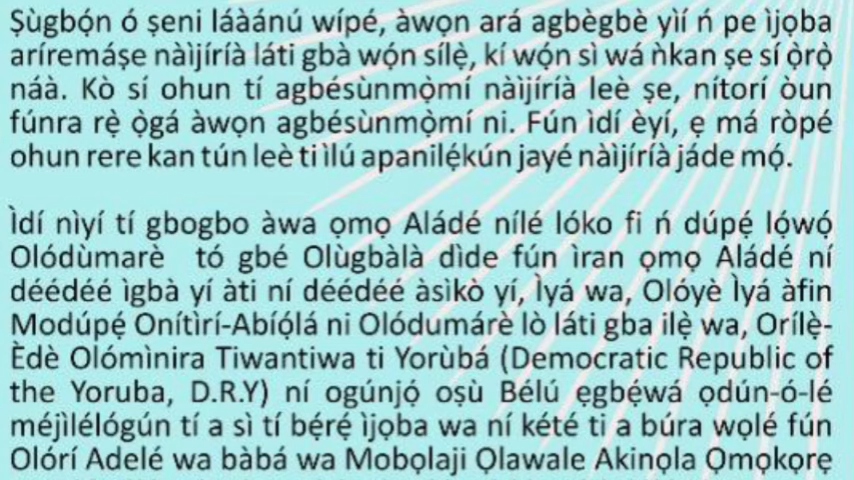 Ṣùgbọ́n ó ṣeni láàánú wípé, àwọn ará agbègbè yìí ń pe ìjọba
aríremáṣe nàìjíríà láti gbà wọ́n sílẹ̀, kí wọ́n sì wá ǹkan ṣe sí ọ̀rọ̀
náà. Kò sí ohun tí agbésùnmọ̀mí nàìjíríà leè ṣe, nítorí òun
fúnra rẹ̀ ọ̀gá àwọn agbésùnmọ̀mí ni. Fún ìdí èyí, ẹ má ròpé
ohun rere kan tún leè ti ìlú apanilẹ́kún jayé nàìjíríà jáde mọ́.
Ìdí nìyí tí gbogbo àwa ọmọ Aládé nílé lóko fi ń dúpẹ́ lọ́wọ́
Olódùmarè tó gbé Olùgbàlà dìde fún ìran ọmọ Aládé ní
déédéé ìgbà yí àti ní déédéé àsìkò yí, Ìyá wa, Olóyè Ìyá àfin
Modúpẹ́ Onítìrí-Abíọ́lá ni Olódumárè lò láti gba ilẹ̀ wa, Orílẹ̀-
Èdè Olómìnira Tiwantiwa ti Yorùbá (Democratic Republic of
the Yoruba, D.R.Y) ní ogúnjọ́ oṣù Bélú ẹgbẹ́wá ọdún-ó-lé
méjìlélógún tí a sì tí bẹ́rẹ́ ìjọba wa ní kété ti a búra wọlé fún
Olórí Adelé wa bàbá wa Mobọlaji Ọlawale Akinọla Ọmọkọrẹ